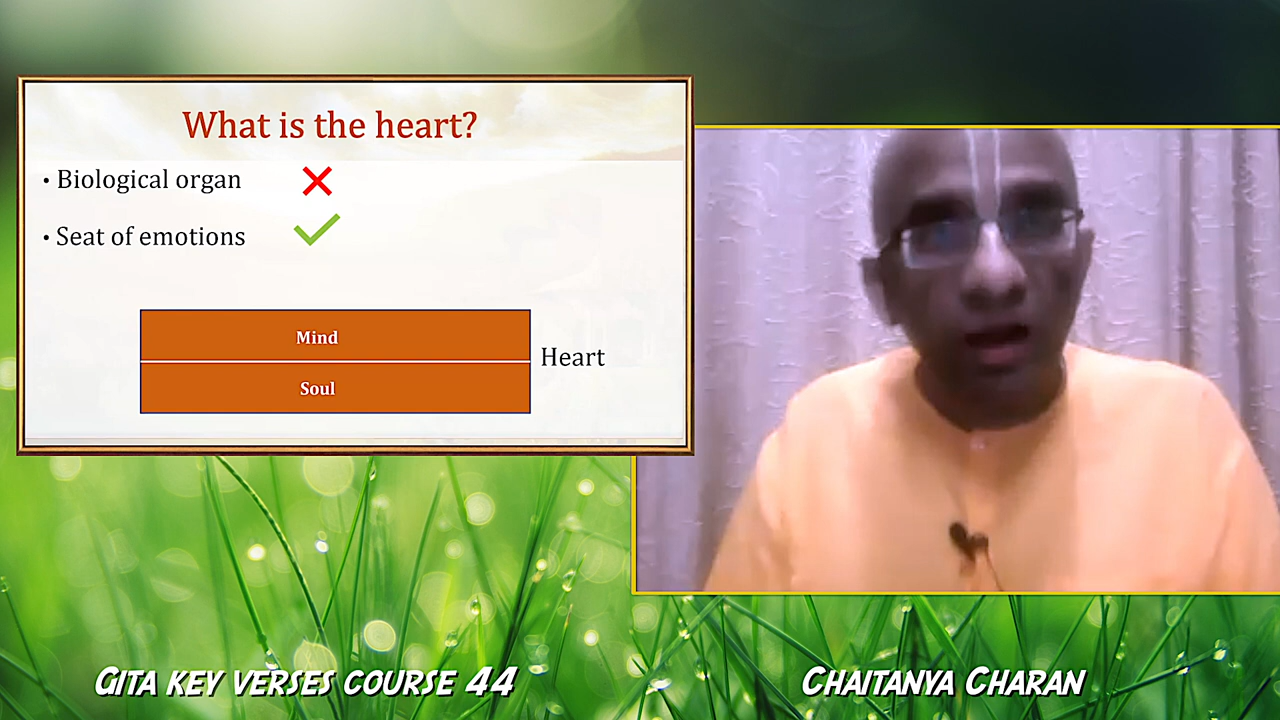 What is the heart?
• Biological organ
• Seat of emotions
Mind
Heart
Soul
Gita key verses course 44
Chaitanya Charan